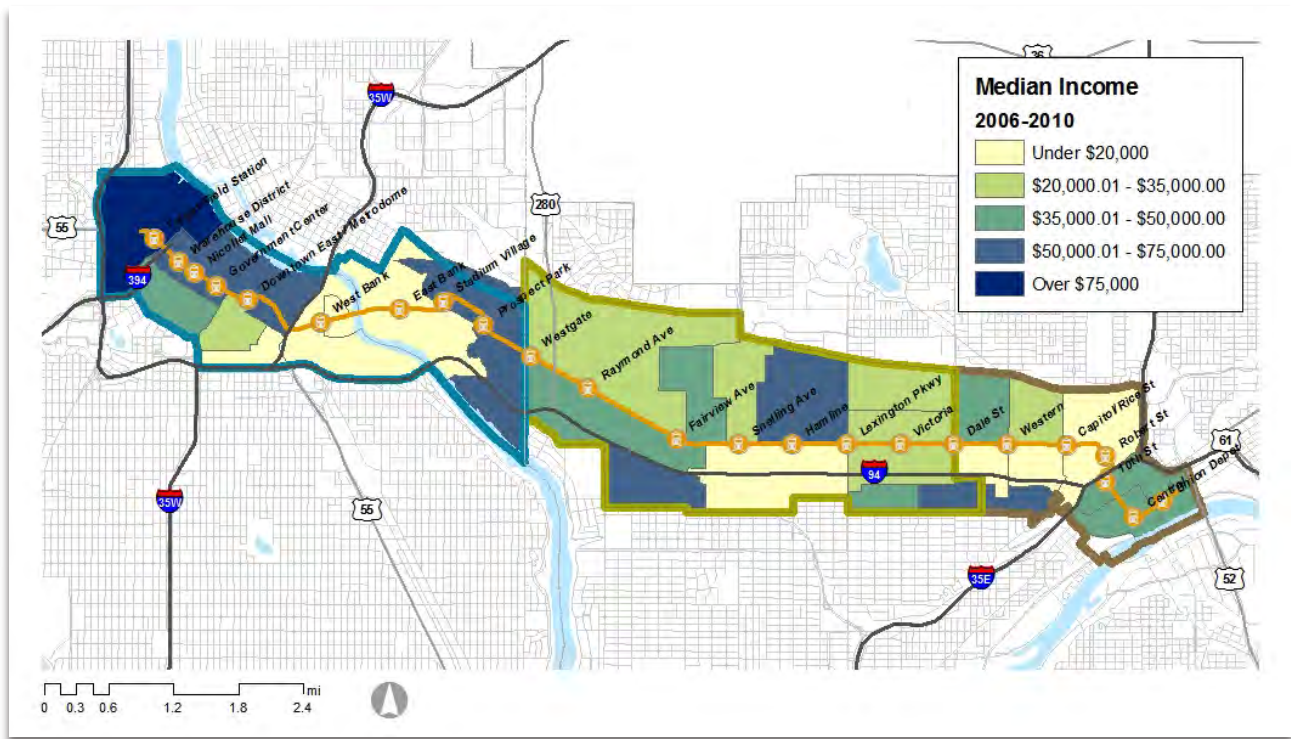 Median Income
2006-2010
Under $20,000
$20,000.01 - $35,000.00
$35,000.01 - $50,000.00
$50,000.01 - $75,000.00
Over $75,000
36
35W
280
55
394
Field Station
Warehouse District
Nicollet Mall
Government Center
Downtown East / Metrodome
West Bank
East Bank
Stadium Village
Prospect Park
Westgate
Raymond Ave
Fairview Ave
Snelling Ave
Hamline
Lexington Pkwy
Victoria
Dale St
Western
Capitol / Rice St
Robert St
10th St
Central
Union Depot
61
94
35W
55
35E
52
0 0.3 0.6 1.2 1.8 2.4
mi